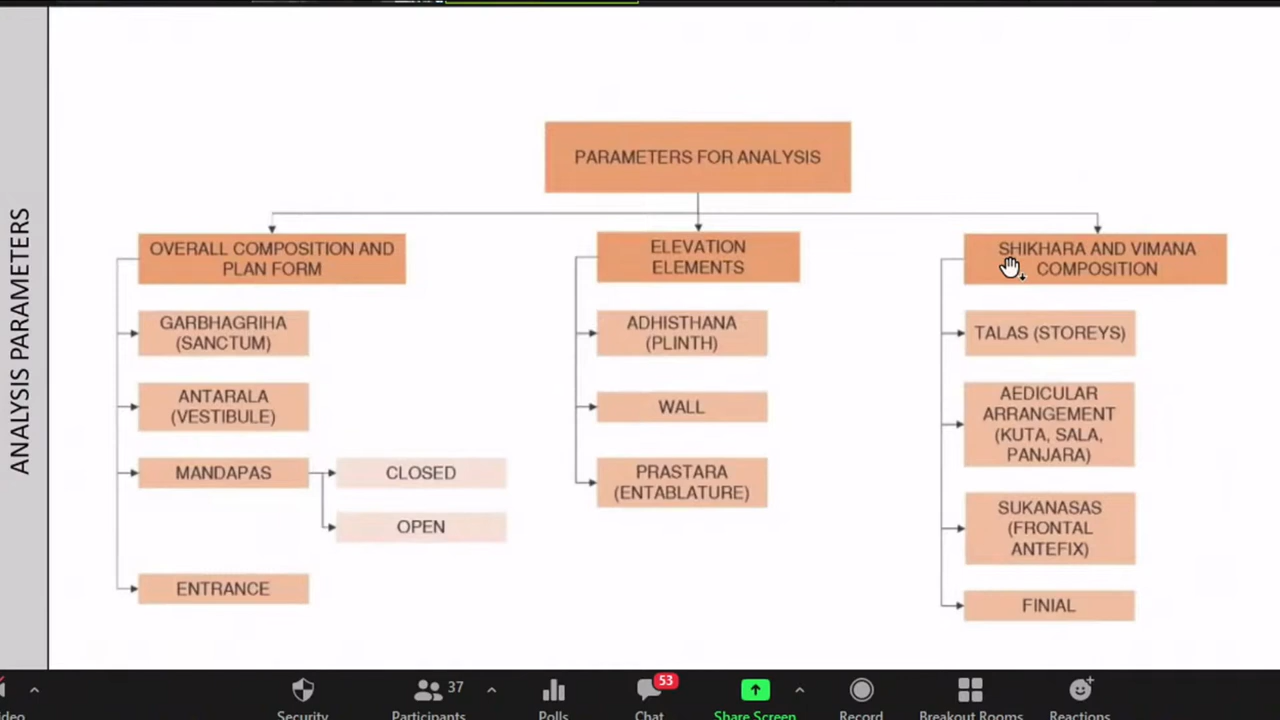 ANALYSIS PARAMETERS
PARAMETERS FOR ANALYSIS
OVERALL COMPOSITION AND
PLAN FORM
GARBHAGRIHA
(SANCTUM)
ANTARALA
(VESTIBULE)
MANDAPAS
CLOSED
OPEN
ENTRANCE
ELEVATION
ELEMENTS
ADHISTHANA
(PLINTH)
WALL
PRASTARA
(ENTABLATURE)
SHIKHARA AND VIMANA
COMPOSITION
TALAS (STOREYS)
AEDICULAR
ARRANGEMENT
(KUTA, SALA,
PANJARA)
SUKANASAS
(FRONTAL
ANTEFIX)
FINIAL
37
53
Security
Participants
Polls
Chat
Share Screen
Record
Breakout Rooms
Reactions